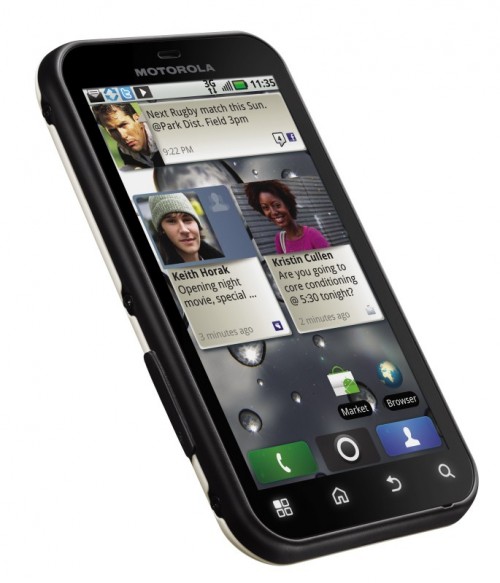 MOTOROLA
3G
11:35
Next Rugby match this Sun.
@Park Dist. Field 3pm
9:22 PM
4
Keith Horak
Opening night
movie, special ...
3 minutes ago
Kristin Cullen
Are you going to
core conditioning
@ 5:30 tonight?
2 minutes ago
Market
Browser